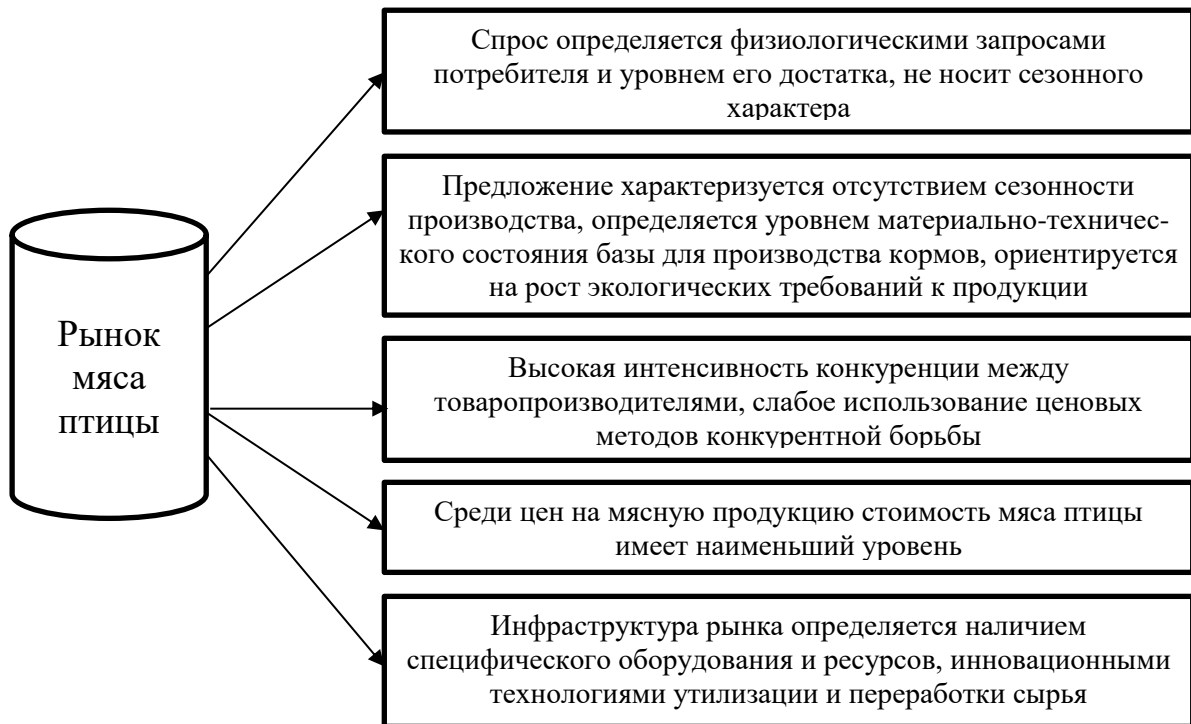 Спрос определяется физиологическими запросами
потребителя и уровнем его достатка, не носит сезонного
характера
Предложение характеризуется отсутствием сезонности
производства, определяется уровнем материально-техничес-
кого состояния базы для производства кормов, ориентируется
на рост экологических требований к продукции
Рынок
мяса
птицы
Высокая интенсивность конкуренции между
товаропроизводителями, слабое использование ценовых
методов конкурентной борьбы
Среди цен на мясную продукцию стоимость мяса птицы
имеет наименьший уровень
Инфраструктура рынка определяется наличием
специфического оборудования и ресурсов, инновационными
технологиями утилизации и переработки сырья